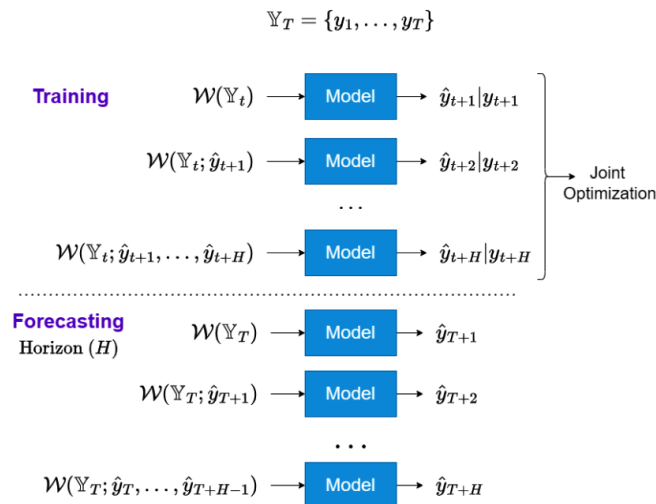 𝕐_T = {y_1, . . . , y_T}
Training
𝒲(𝕐_t) Model ŷ_{t+1}|y_{t+1}
𝒲(𝕐_t; ŷ_{t+1}) Model ŷ_{t+2}|y_{t+2}
. . .
𝒲(𝕐_t; ŷ_{t+1}, . . . , ŷ_{t+H}) Model ŷ_{t+H}|y_{t+H}
Joint
Optimization
Forecasting
Horizon (H)
𝒲(𝕐_T) Model ŷ_{T+1}
𝒲(𝕐_T; ŷ_{T+1}) Model ŷ_{T+2}
. . .
𝒲(𝕐_T; ŷ_T, . . . , ŷ_{T+H−1}) Model ŷ_{T+H}